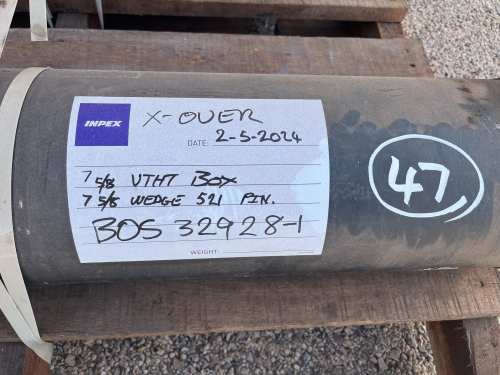 INPEX
X-OVER
DATE: 2-5-2024
7 5/8 VTHT BOX
7 5/8 WEDGE 521 PIN.
BOS 32928-1
WEIGHT:
47